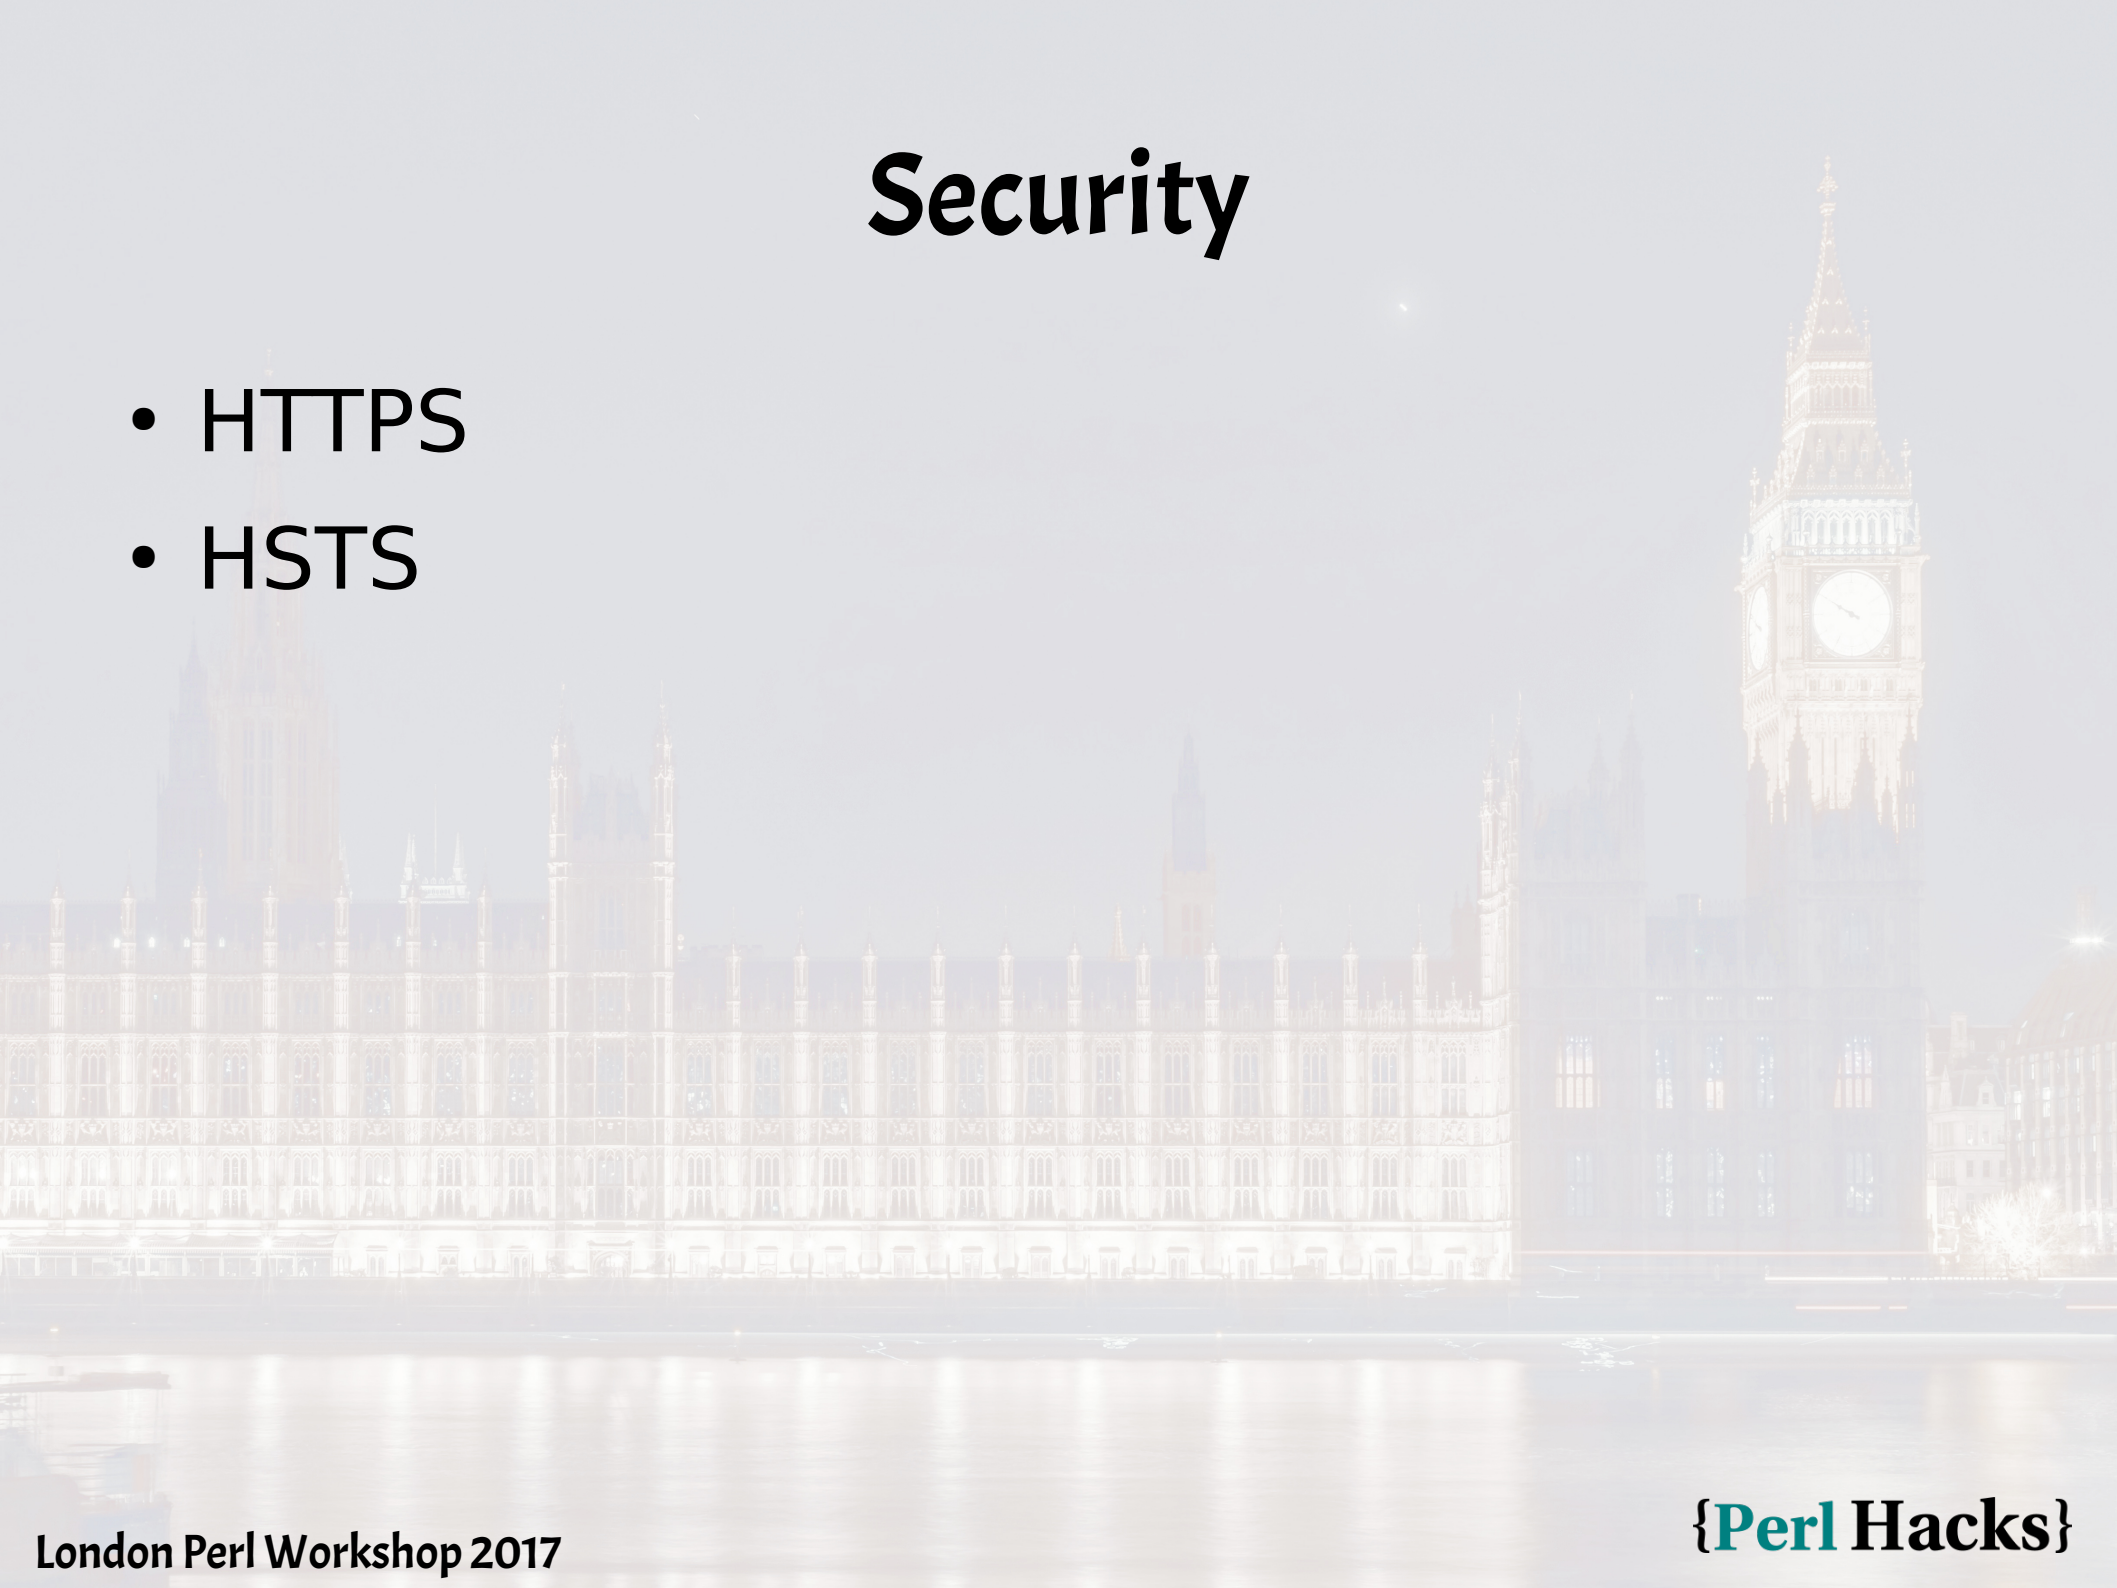 Security
• HTTPS
• HSTS
London Perl Workshop 2017
{Perl Hacks}